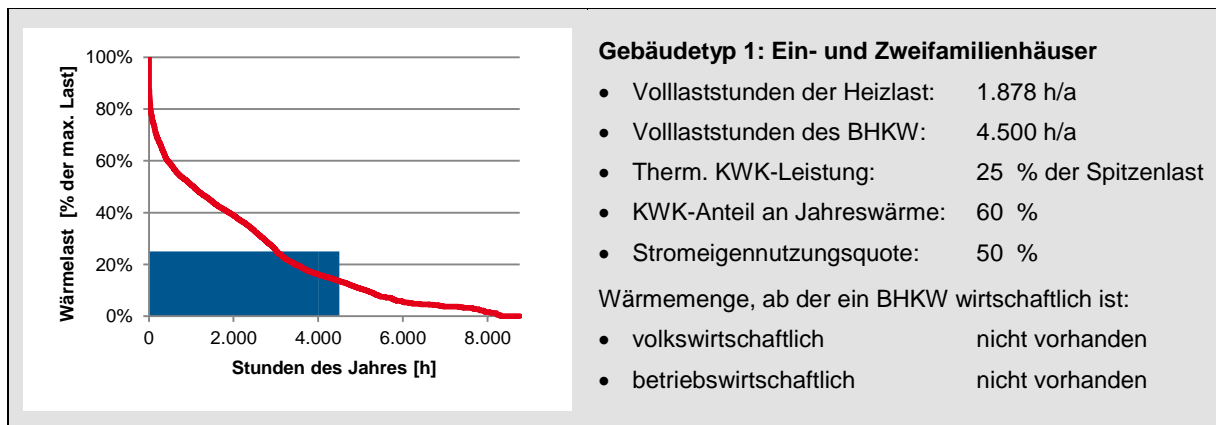 100%
80%
60%
40%
20%
0%
Wärmelast [% der max. Last]
0
2.000
4.000
6.000
8.000
Stunden des Jahres [h]
Gebäudetyp 1: Ein- und Zweifamilienhäuser
• Volllaststunden der Heizlast: 1.878 h/a
• Volllaststunden des BHKW: 4.500 h/a
• Therm. KWK-Leistung: 25 % der Spitzenlast
• KWK-Anteil an Jahreswärme: 60 %
• Stromeigennutzungsquote: 50 %
Wärmemenge, ab der ein BHKW wirtschaftlich ist:
• volkswirtschaftlich nicht vorhanden
• betriebswirtschaftlich nicht vorhanden